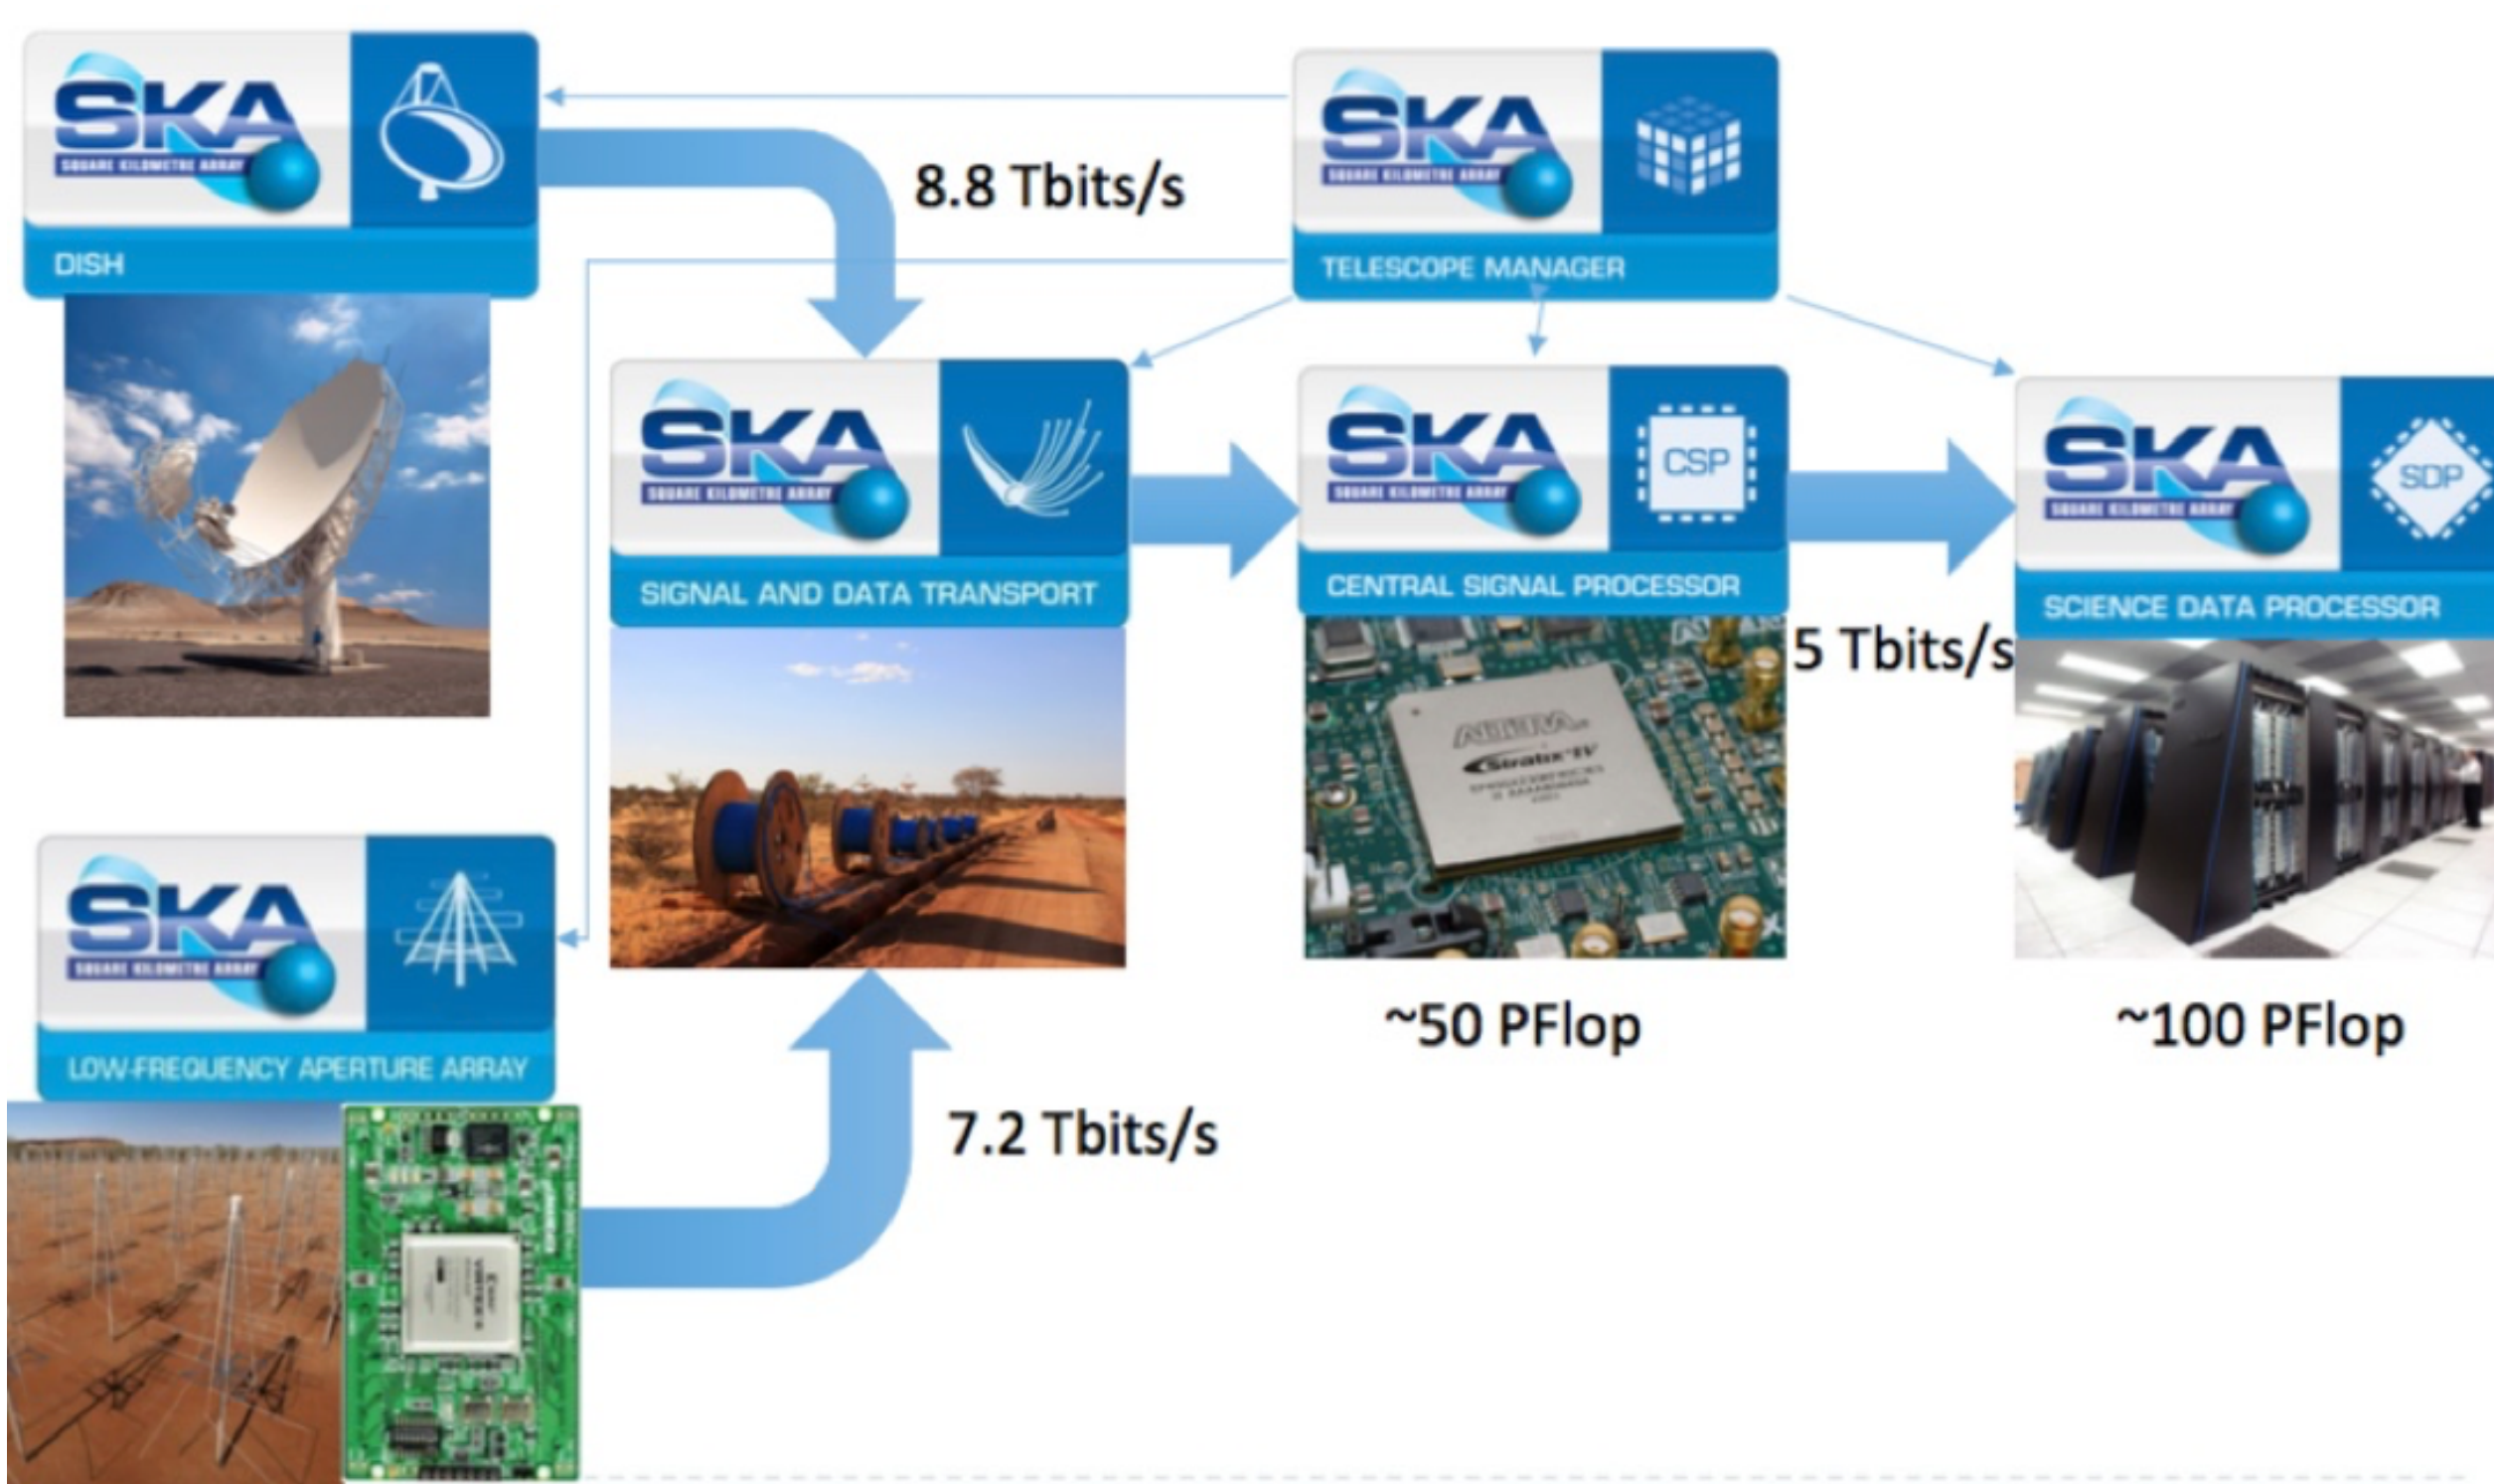 SKA
SQUARE KILOMETRE ARRAY
DISH
8.8 Tbits/s
SKA
SQUARE KILOMETRE ARRAY
TELESCOPE MANAGER
SKA
SQUARE KILOMETRE ARRAY
SIGNAL AND DATA TRANSPORT
SKA
SQUARE KILOMETRE ARRAY
CSP
CENTRAL SIGNAL PROCESSOR
5 Tbits/s
SKA
SQUARE KILOMETRE ARRAY
SDP
SCIENCE DATA PROCESSOR
ALTERA
Stratix IV
~50 PFlop
~100 PFlop
SKA
SQUARE KILOMETRE ARRAY
LOW-FREQUENCY APERTURE ARRAY
7.2 Tbits/s